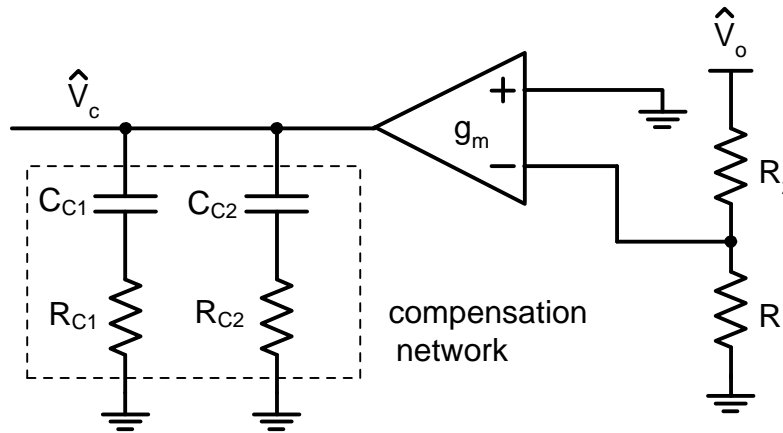 V̂o
V̂c
+
gm
−
R
CC1
CC2
RC1
RC2
R
compensation
network